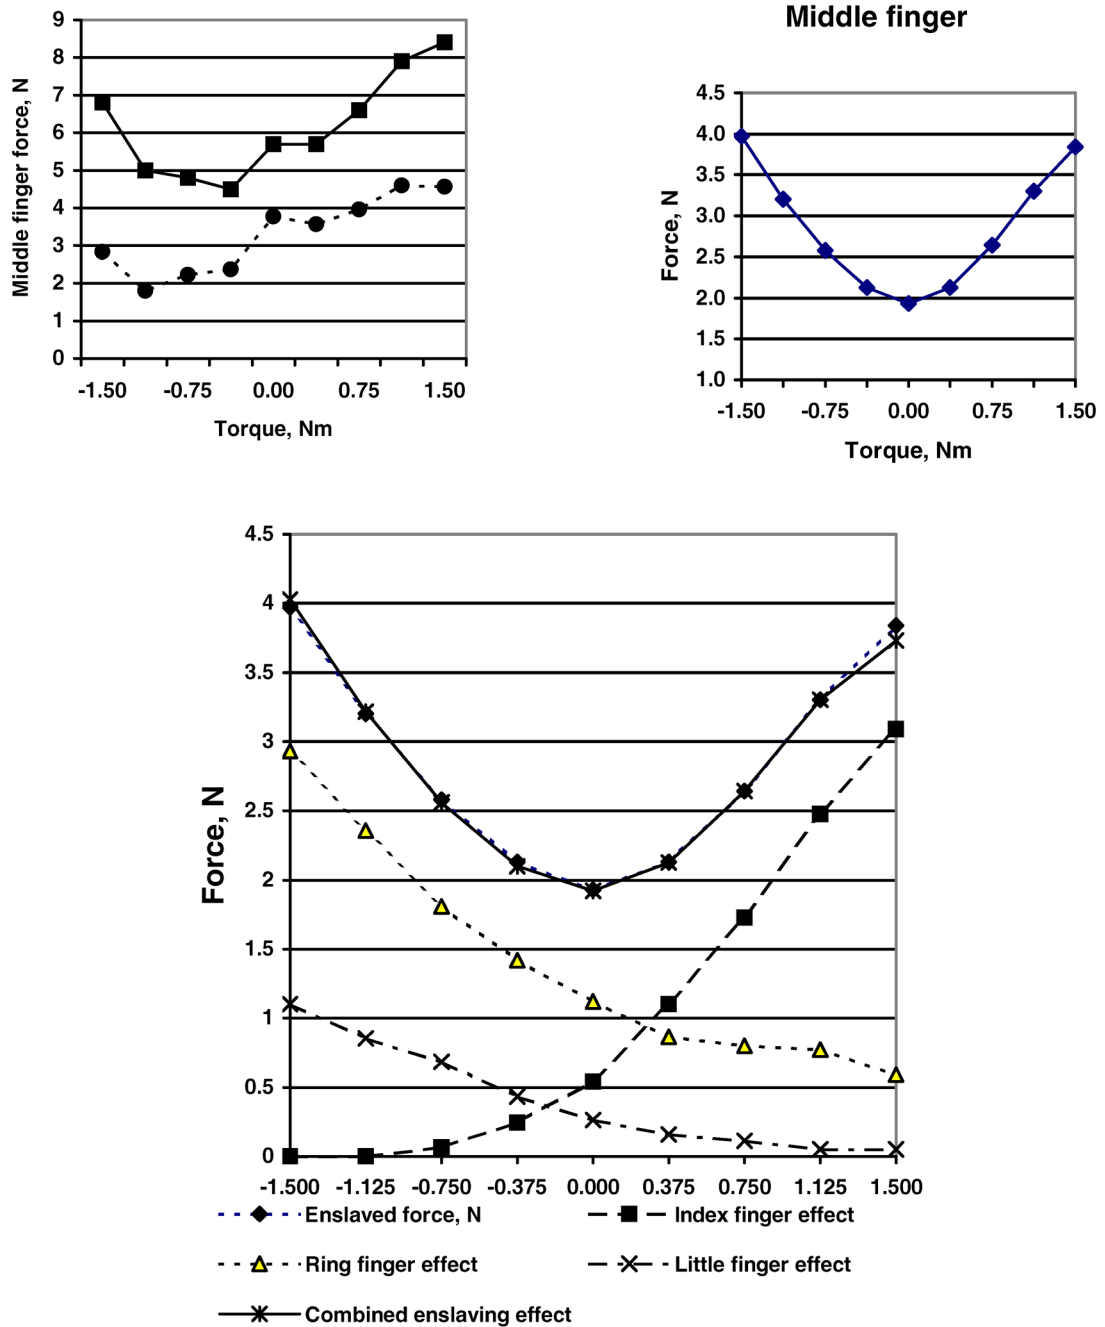 Middle finger
9
8
7
6
5
4
3
2
1
0
Middle finger force, N
-1.50 -0.75 0.00 0.75 1.50
Torque, Nm
4.5
4.0
3.5
3.0
2.5
2.0
1.5
1.0
Force, N
-1.50 -0.75 0.00 0.75 1.50
Torque, Nm
4.5
4
3.5
3
2.5
2
1.5
1
0.5
0
Force, N
-1.500 -1.125 -0.750 -0.375 0.000 0.375 0.750 1.125 1.500
Enslaved force, N Index finger effect
Ring finger effect Little finger effect
Combined enslaving effect